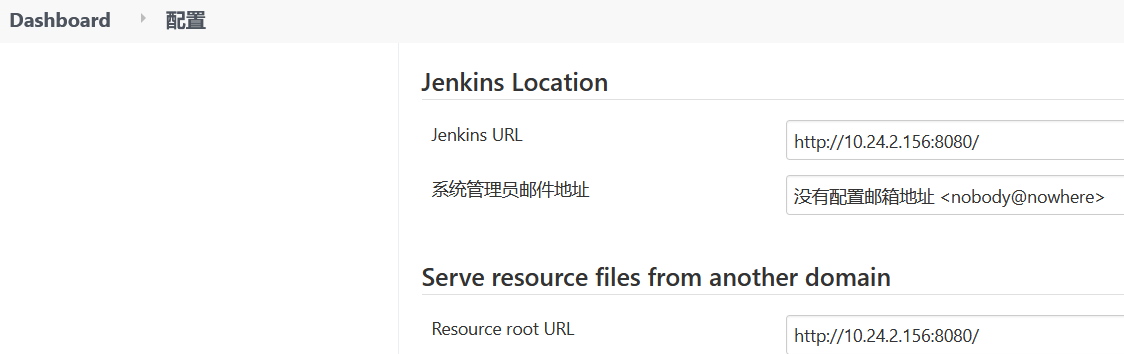 Dashboard 配置
Jenkins Location
Jenkins URL http://10.24.2.156:8080/
系统管理员邮件地址 没有配置邮箱地址 <nobody@nowhere>
Serve resource files from another domain
Resource root URL http://10.24.2.156:8080/